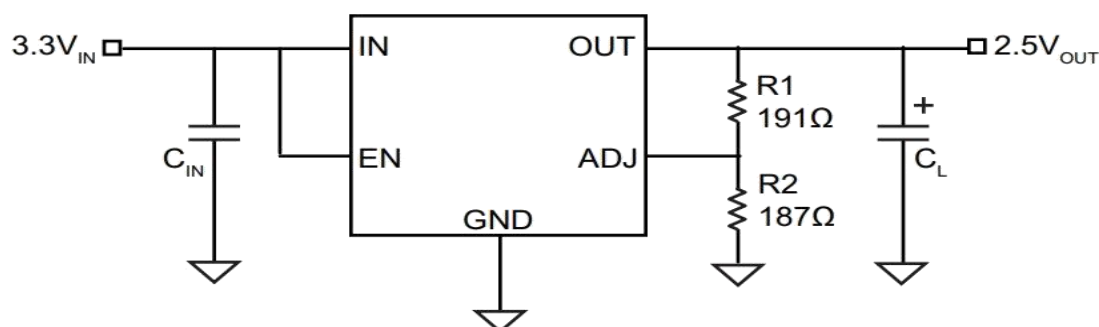 3.3V_IN
IN
OUT
2.5V_OUT
R1
191Ω
C_IN
EN
ADJ
+
C_L
R2
187Ω
GND